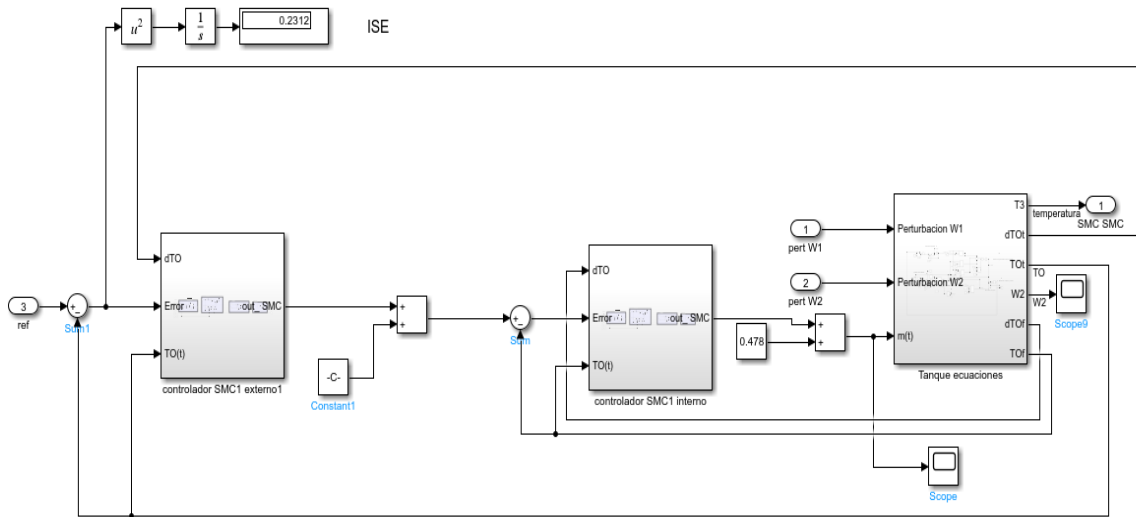 u²
1
s
0.2312
ISE
3
ref
+
−
Sum1
dTO
Error
TO(t)
out_SMC
controlador SMC1 externo1
+
+
-C-
Constant1
+
−
Sum
dTO
Error
TO(t)
out_SMC
controlador SMC1 interno
0.478
+
+
1
pert W1
2
pert W2
Perturbacion W1
Perturbacion W2
m(t)
T3
dTOt
TOt
W2
dTOf
TOf
Tanque ecuaciones
temperatura
1
SMC SMC
TO
W2
Scope9
Scope